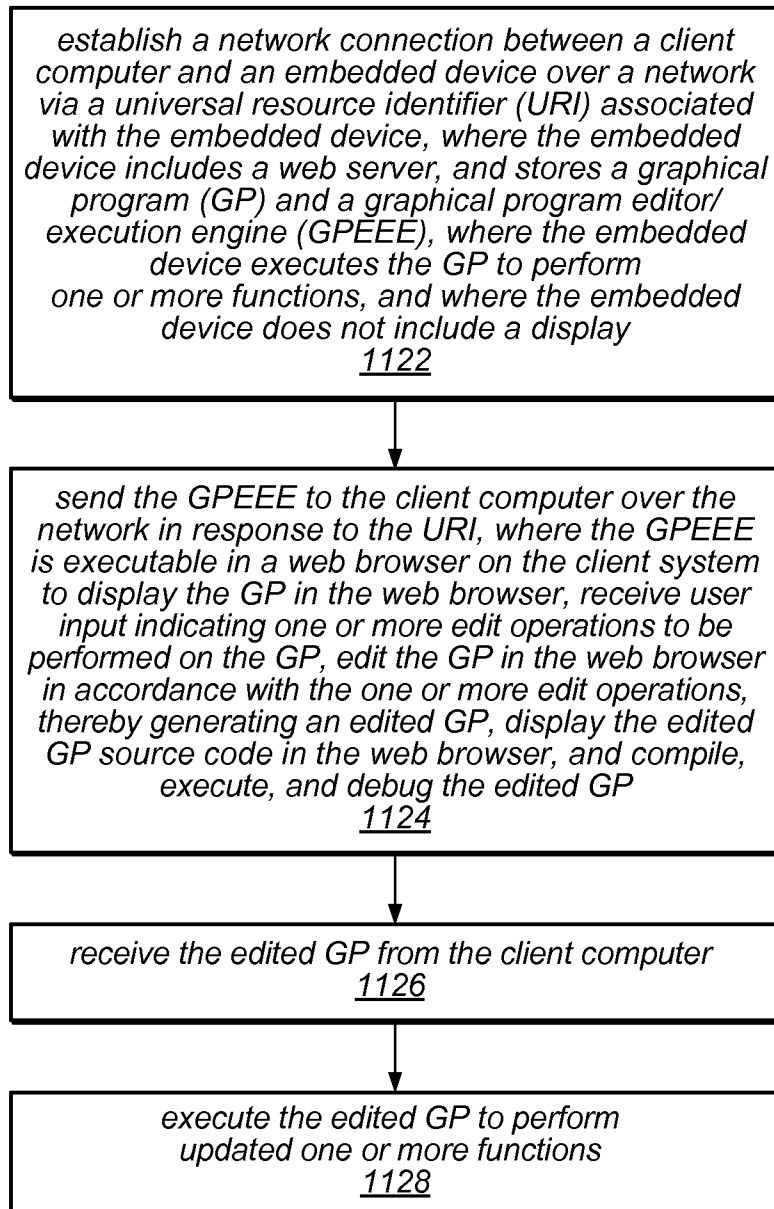 establish a network connection between a client
computer and an embedded device over a network
via a universal resource identifier (URI) associated
with the embedded device, where the embedded
device includes a web server, and stores a graphical
program (GP) and a graphical program editor/
execution engine (GPEEE), where the embedded
device executes the GP to perform
one or more functions, and where the embedded
device does not include a display
1122
send the GPEEE to the client computer over the
network in response to the URI, where the GPEEE
is executable in a web browser on the client system
to display the GP in the web browser, receive user
input indicating one or more edit operations to be
performed on the GP, edit the GP in the web browser
in accordance with the one or more edit operations,
thereby generating an edited GP, display the edited
GP source code in the web browser, and compile,
execute, and debug the edited GP
1124
receive the edited GP from the client computer
1126
execute the edited GP to perform
updated one or more functions
1128